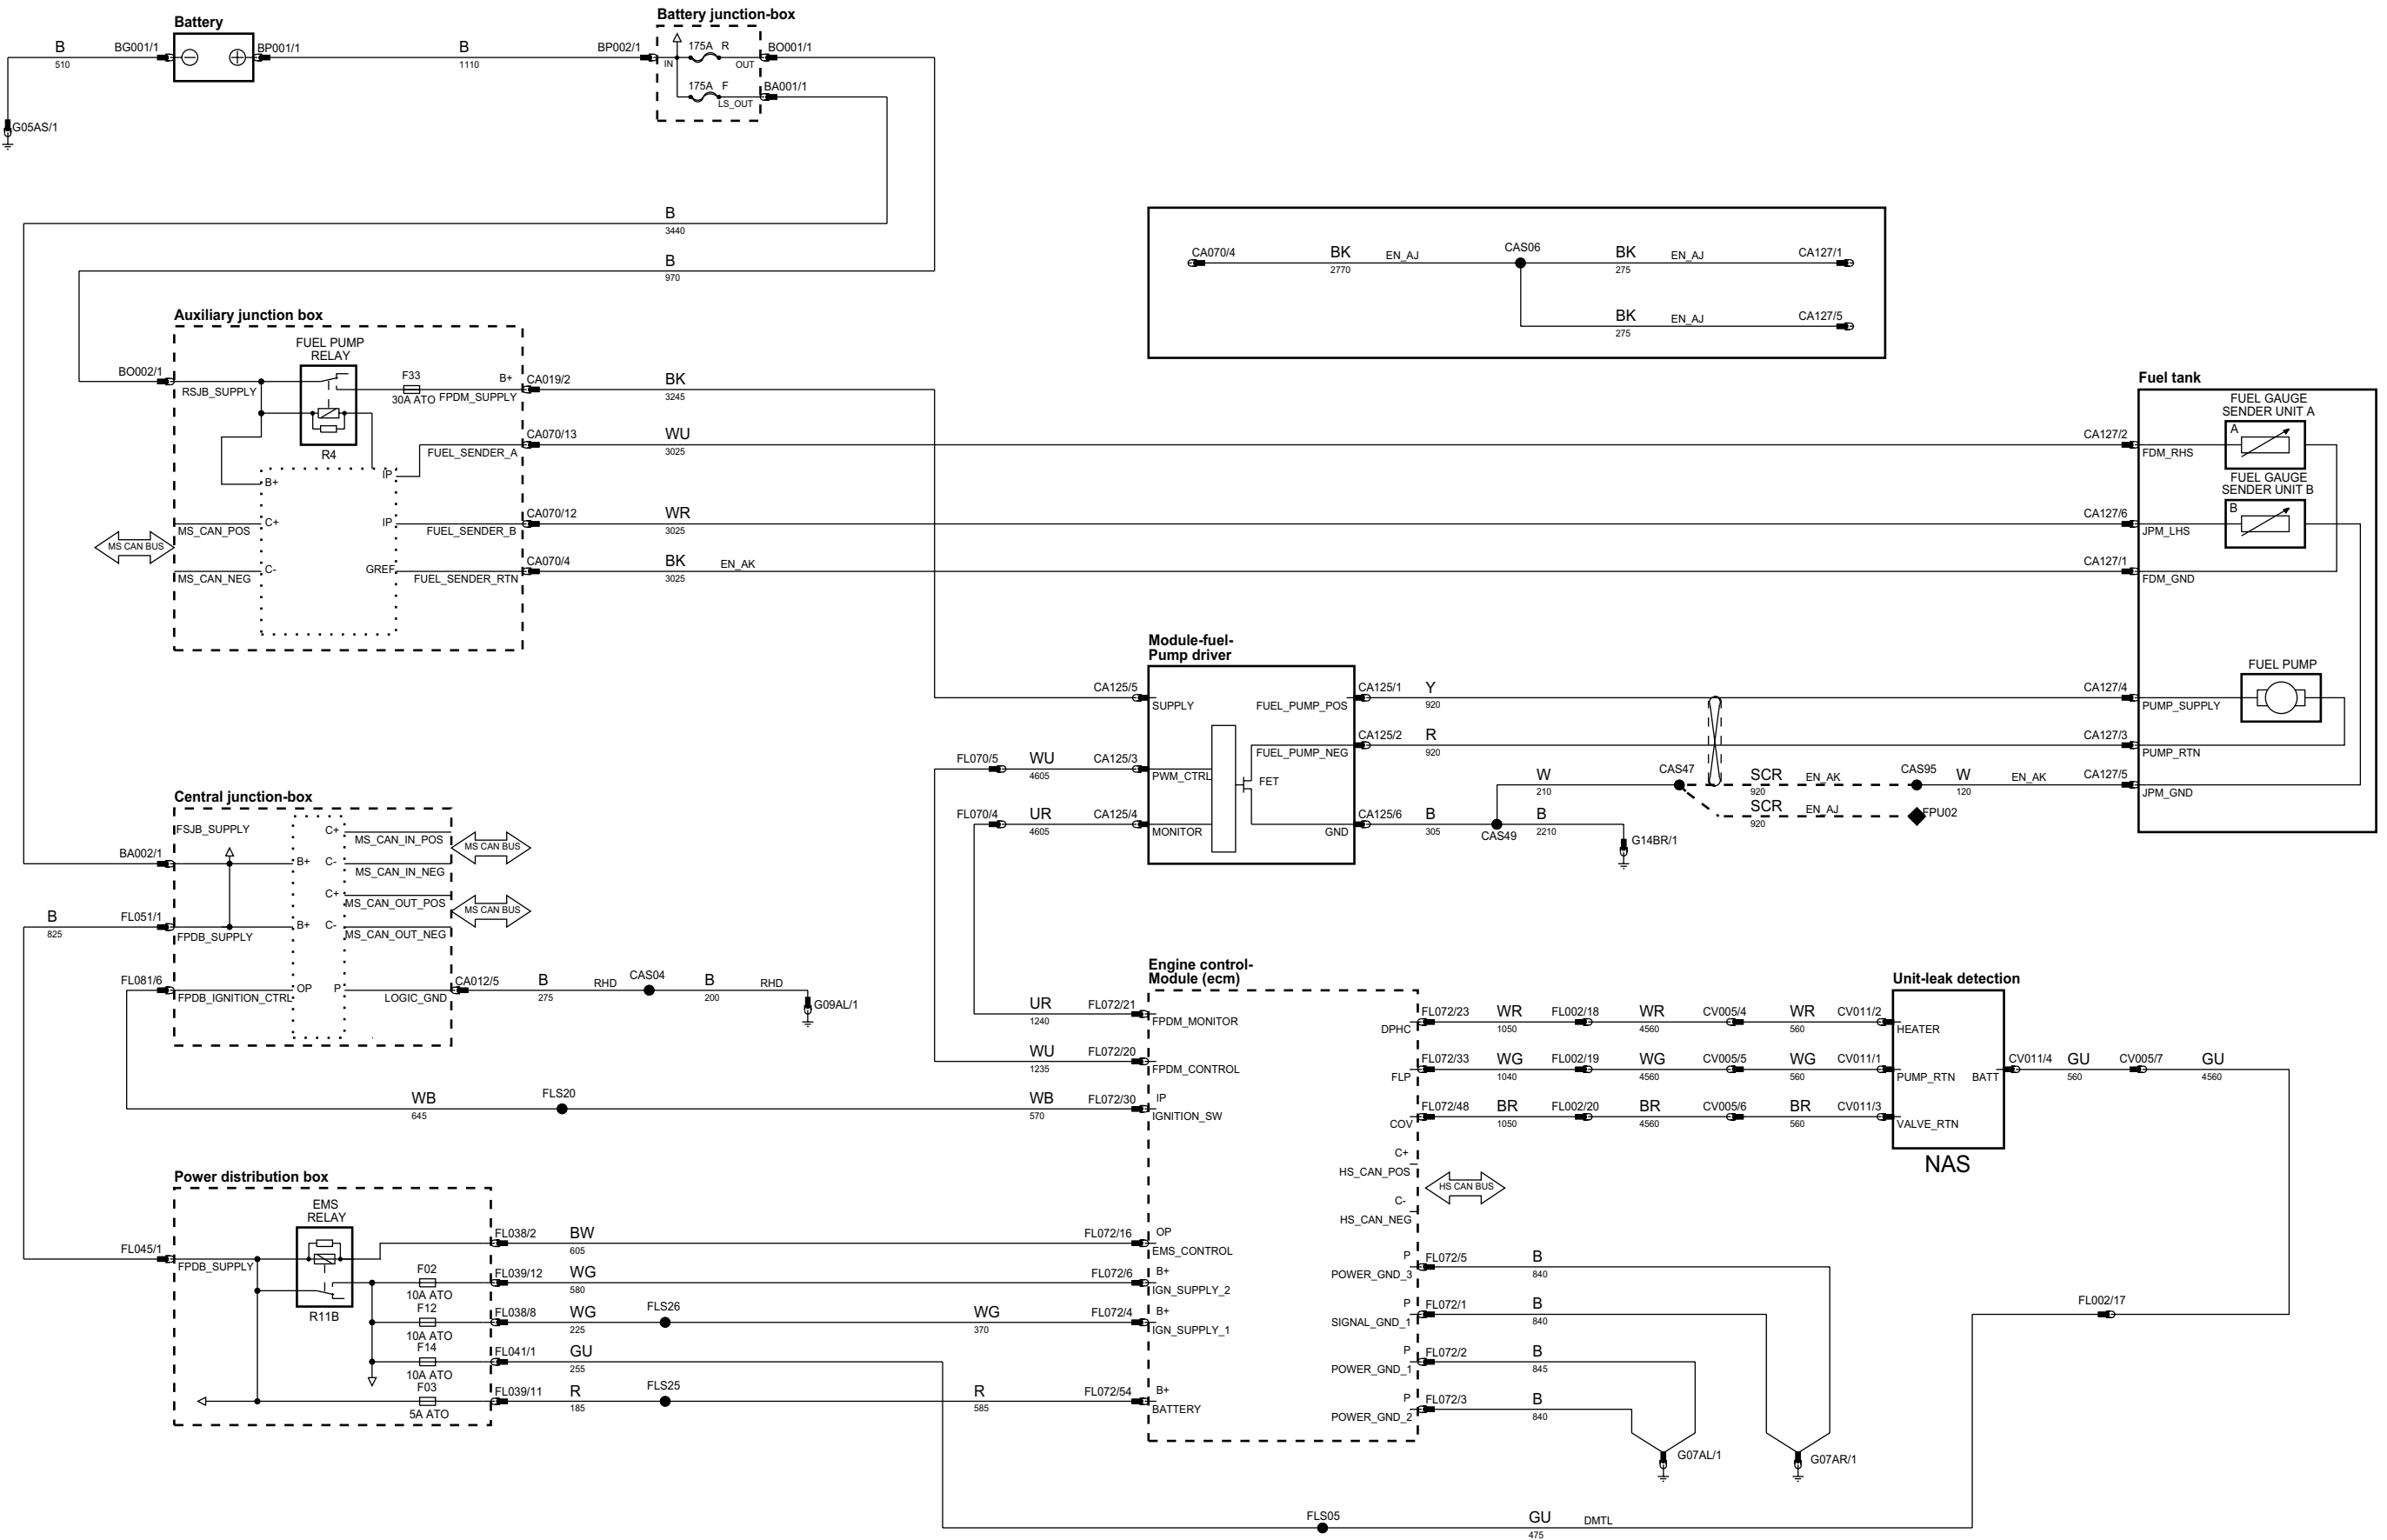 Battery
B
510
BG001/1
BP001/1
B
1110
BP002/1
Battery junction-box
175A R
IN
OUT
BO001/1
175A F
LS_OUT
BA001/1
G05AS/1
B
3440
B
970
CA070/4
BK
2770
EN_AJ
CAS06
BK
275
EN_AJ
CA127/1
BK
275
EN_AJ
CA127/5
Auxiliary junction box
FUEL PUMP
RELAY
R4
BO002/1
RSJB_SUPPLY
F33
30A ATO
B+
FPDM_SUPPLY
CA019/2
BK
3245
FUEL_SENDER_A
CA070/13
WU
3025
IP
B+
C+
IP
FUEL_SENDER_B
CA070/12
WR
3025
MS CAN BUS
MS_CAN_POS
MS_CAN_NEG
C-
GREF
FUEL_SENDER_RTN
CA070/4
BK
3025
EN_AK
Fuel tank
FUEL GAUGE
SENDER UNIT A
A
CA127/2
FDM_RHS
FUEL GAUGE
SENDER UNIT B
B
CA127/6
JPM_LHS
CA127/1
FDM_GND
FUEL PUMP
CA127/4
PUMP_SUPPLY
CA127/3
PUMP_RTN
CA127/5
JPM_GND
Module-fuel-
Pump driver
CA125/5
SUPPLY
FUEL_PUMP_POS
CA125/1
Y
920
FUEL_PUMP_NEG
CA125/2
R
920
FL070/5
WU
4605
CA125/3
PWM_CTRL
FET
FL070/4
UR
4605
CA125/4
MONITOR
GND
CA125/6
B
305
CAS49
W
210
B
2210
G14BR/1
CAS47
SCR
920
EN_AK
CAS95
W
120
EN_AK
SCR
920
EN_AJ
FPU02
Central junction-box
FSJB_SUPPLY
BA002/1
B+
C+
MS_CAN_IN_POS
C-
MS_CAN_IN_NEG
MS CAN BUS
C+
MS_CAN_OUT_POS
C-
MS_CAN_OUT_NEG
MS CAN BUS
B
825
FL051/1
FPDB_SUPPLY
B+
FL081/6
FPDB_IGNITION_CTRL
OP
P
LOGIC_GND
CA012/5
B
275
RHD
CAS04
B
200
RHD
G09AL/1
WB
645
FLS20
WB
570
FL072/30
Engine control-
Module (ecm)
UR
1240
FL072/21
FPDM_MONITOR
WU
1235
FL072/20
FPDM_CONTROL
IP
IGNITION_SW
DPHC
FL072/23
WR
1050
FL002/18
WR
4560
CV005/4
WR
560
CV011/2
HEATER
FLP
FL072/33
WG
1040
FL002/19
WG
4560
CV005/5
WG
560
CV011/1
PUMP_RTN
COV
FL072/48
BR
1050
FL002/20
BR
4560
CV005/6
BR
560
CV011/3
VALVE_RTN
Unit-leak detection
NAS
BATT
CV011/4
GU
560
CV005/7
GU
4560
C+
HS_CAN_POS
C-
HS_CAN_NEG
HS CAN BUS
Power distribution box
EMS
RELAY
R11B
FL045/1
FPDB_SUPPLY
FL038/2
BW
605
FL072/16
OP
EMS_CONTROL
F02
10A ATO
FL039/12
WG
580
FL072/6
B+
IGN_SUPPLY_2
F12
10A ATO
FL038/8
WG
225
FLS26
WG
370
FL072/4
B+
IGN_SUPPLY_1
F14
10A ATO
FL041/1
GU
255
F03
5A ATO
FL039/11
R
185
FLS25
R
585
FL072/54
B+
BATTERY
P
POWER_GND_3
FL072/5
B
840
P
SIGNAL_GND_1
FL072/1
B
840
P
POWER_GND_1
FL072/2
B
845
P
POWER_GND_2
FL072/3
B
840
G07AL/1
G07AR/1
FL002/17
FLS05
GU
475
DMTL